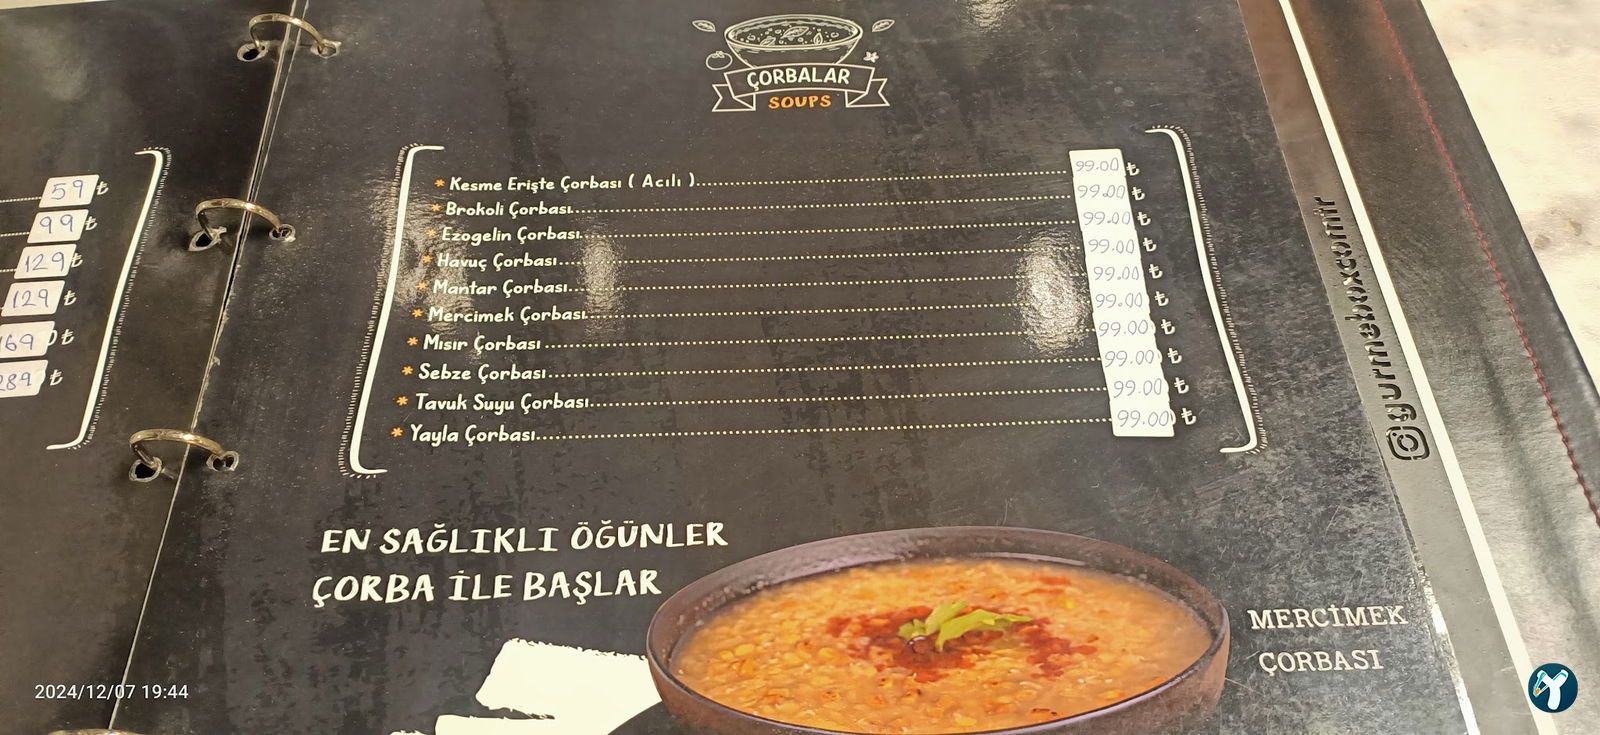 ÇORBALAR
SOUPS
59 ₺
99 ₺
129 ₺
129 ₺
169 ₺
289 ₺
* Kesme Erişte Çorbası ( Acılı ) 99.00 ₺
* Brokoli Çorbası 99.00 ₺
* Ezogelin Çorbası 99.00 ₺
* Havuç Çorbası 99.00 ₺
* Mantar Çorbası 99.00 ₺
* Mercimek Çorbası 99.00 ₺
* Mısır Çorbası 99.00 ₺
* Sebze Çorbası 99.00 ₺
* Tavuk Suyu Çorbası 99.00 ₺
* Yayla Çorbası 99.00 ₺
EN SAĞLIKLI ÖĞÜNLER
ÇORBA İLE BAŞLAR
MERCİMEK
ÇORBASI
gurmeboxcomir
2024/12/07 19:44